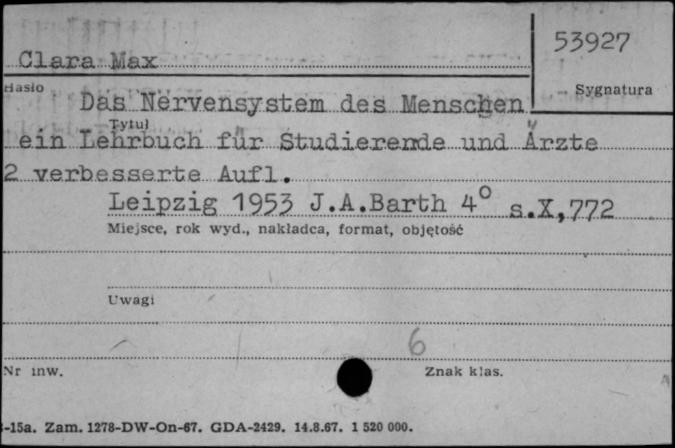 53927
Clara Max
Hasło
Sygnatura
Das Nervensystem des Menschen
Tytuł
ein Lehrbuch für Studierende und Ärzte
2 verbesserte Aufl.
Leipzig 1953 J.A.Barth 4° s.X,772
Miejsce, rok wyd., nakładca, format, objętość
Uwagi
6
Nr inw.
Znak klas.
-15a. Zam. 1278-DW-On-67. GDA-2429. 14.8.67. 1 520 000.